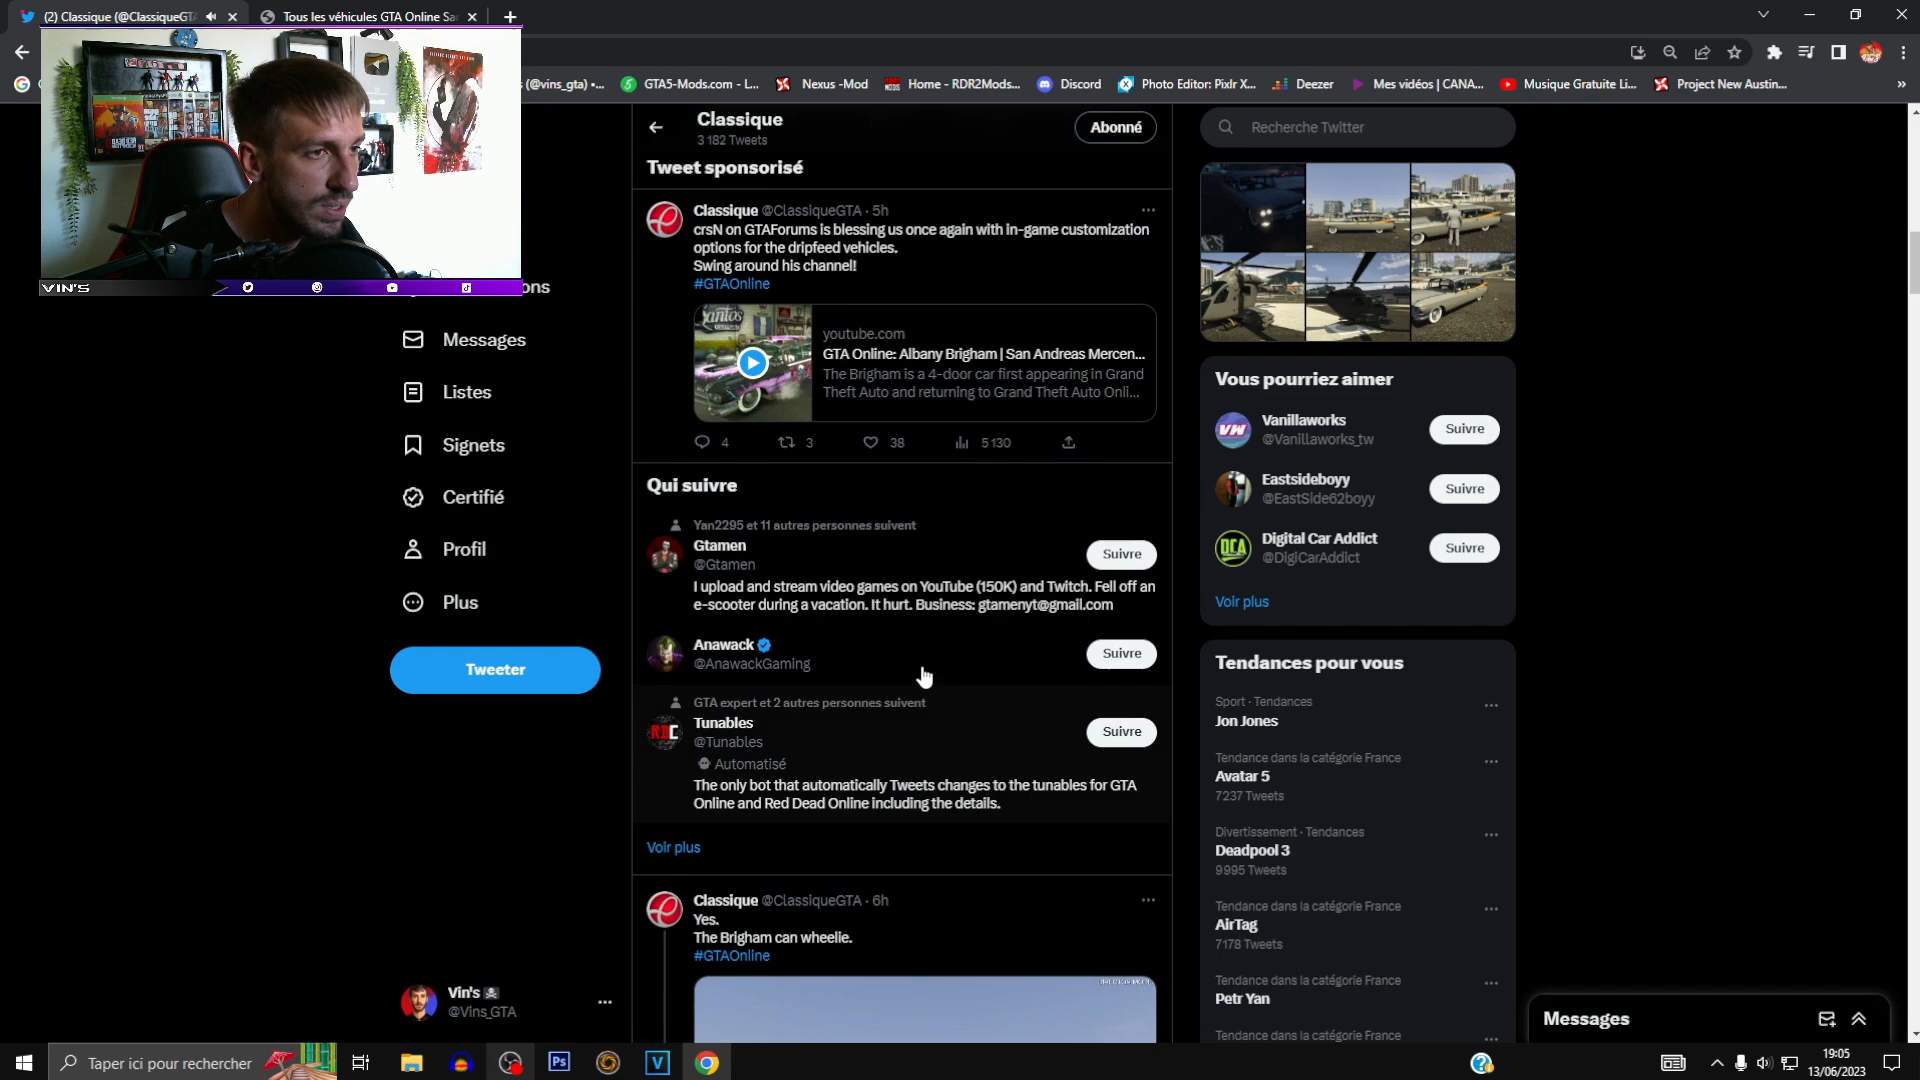 (2) Classique (@ClassiqueGT
Tous les véhicules GTA Online Sa
(@vins_gta) •...
GTA5-Mods.com - L...
Nexus -Mod
Home - RDR2Mods...
Discord
Photo Editor: Pixlr X...
Deezer
Mes vidéos | CANA...
Musique Gratuite Li...
Project New Austin...
»
VIN'S
ons
Messages
Listes
Signets
Certifié
Profil
Plus
Tweeter
Vin's
@Vins_GTA
Classique
3 182 Tweets
Abonné
Tweet sponsorisé
Classique @ClassiqueGTA · 5h
crsN on GTAForums is blessing us once again with in-game customization
options for the dripfeed vehicles.
Swing around his channel!
#GTAOnline
youtube.com
GTA Online: Albany Brigham | San Andreas Mercen...
The Brigham is a 4-door car first appearing in Grand
Theft Auto and returning to Grand Theft Auto Onli...
4
3
38
5 130
Qui suivre
Yan2295 et 11 autres personnes suivent
Gtamen
@Gtamen
Suivre
I upload and stream video games on YouTube (150K) and Twitch. Fell off an
e-scooter during a vacation. It hurt. Business: gtamenyt@gmail.com
Anawack
@AnawackGaming
Suivre
GTA expert et 2 autres personnes suivent
Tunables
@Tunables
Suivre
Automatisé
The only bot that automatically Tweets changes to the tunables for GTA
Online and Red Dead Online including the details.
Voir plus
Classique @ClassiqueGTA · 6h
Yes.
The Brigham can wheelie.
#GTAOnline
Recherche Twitter
Vous pourriez aimer
Vanillaworks
@Vanillaworks_tw
Suivre
Eastsideboyy
@EastSide62boyy
Suivre
Digital Car Addict
@DigiCarAddict
Suivre
Voir plus
Tendances pour vous
Sport · Tendances
Jon Jones
Tendance dans la catégorie France
Avatar 5
7 237 Tweets
Divertissement · Tendances
Deadpool 3
9 995 Tweets
Tendance dans la catégorie France
AirTag
7 178 Tweets
Tendance dans la catégorie France
Petr Yan
Tendance dans la catégorie France
Messages
Taper ici pour rechercher
Ps
V
19:05
13/06/2023